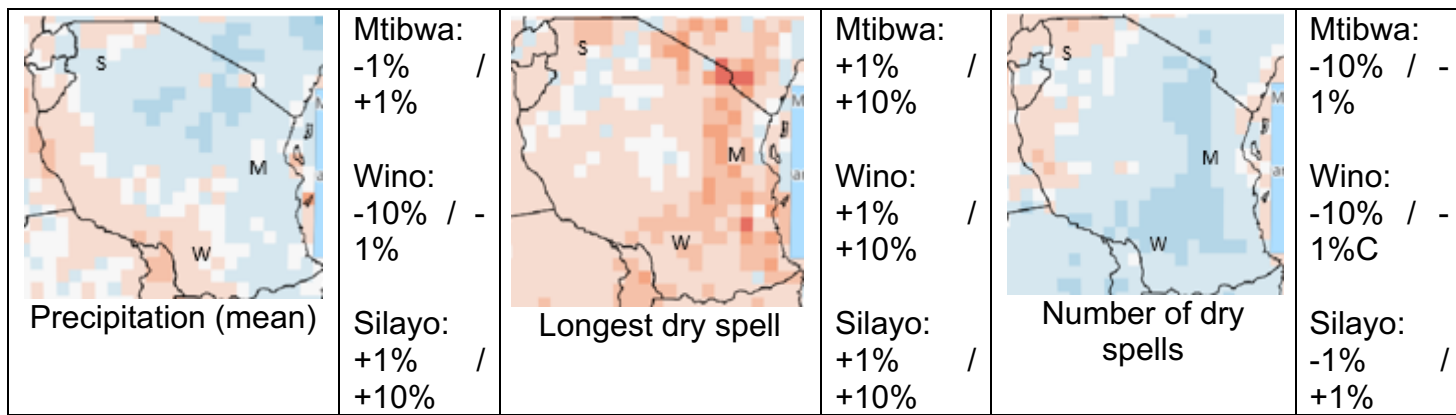 S
M
W
Precipitation (mean)
Mtibwa:
-1% /
+1%
Wino:
-10% / -
1%
Silayo:
+1% /
+10%
S
M
W
Longest dry spell
Mtibwa:
+1% /
+10%
Wino:
+1% /
+10%
Silayo:
+1% /
+10%
S
M
W
Number of dry
spells
Mtibwa:
-10% / -
1%
Wino:
-10% / -
1%C
Silayo:
-1% /
+1%